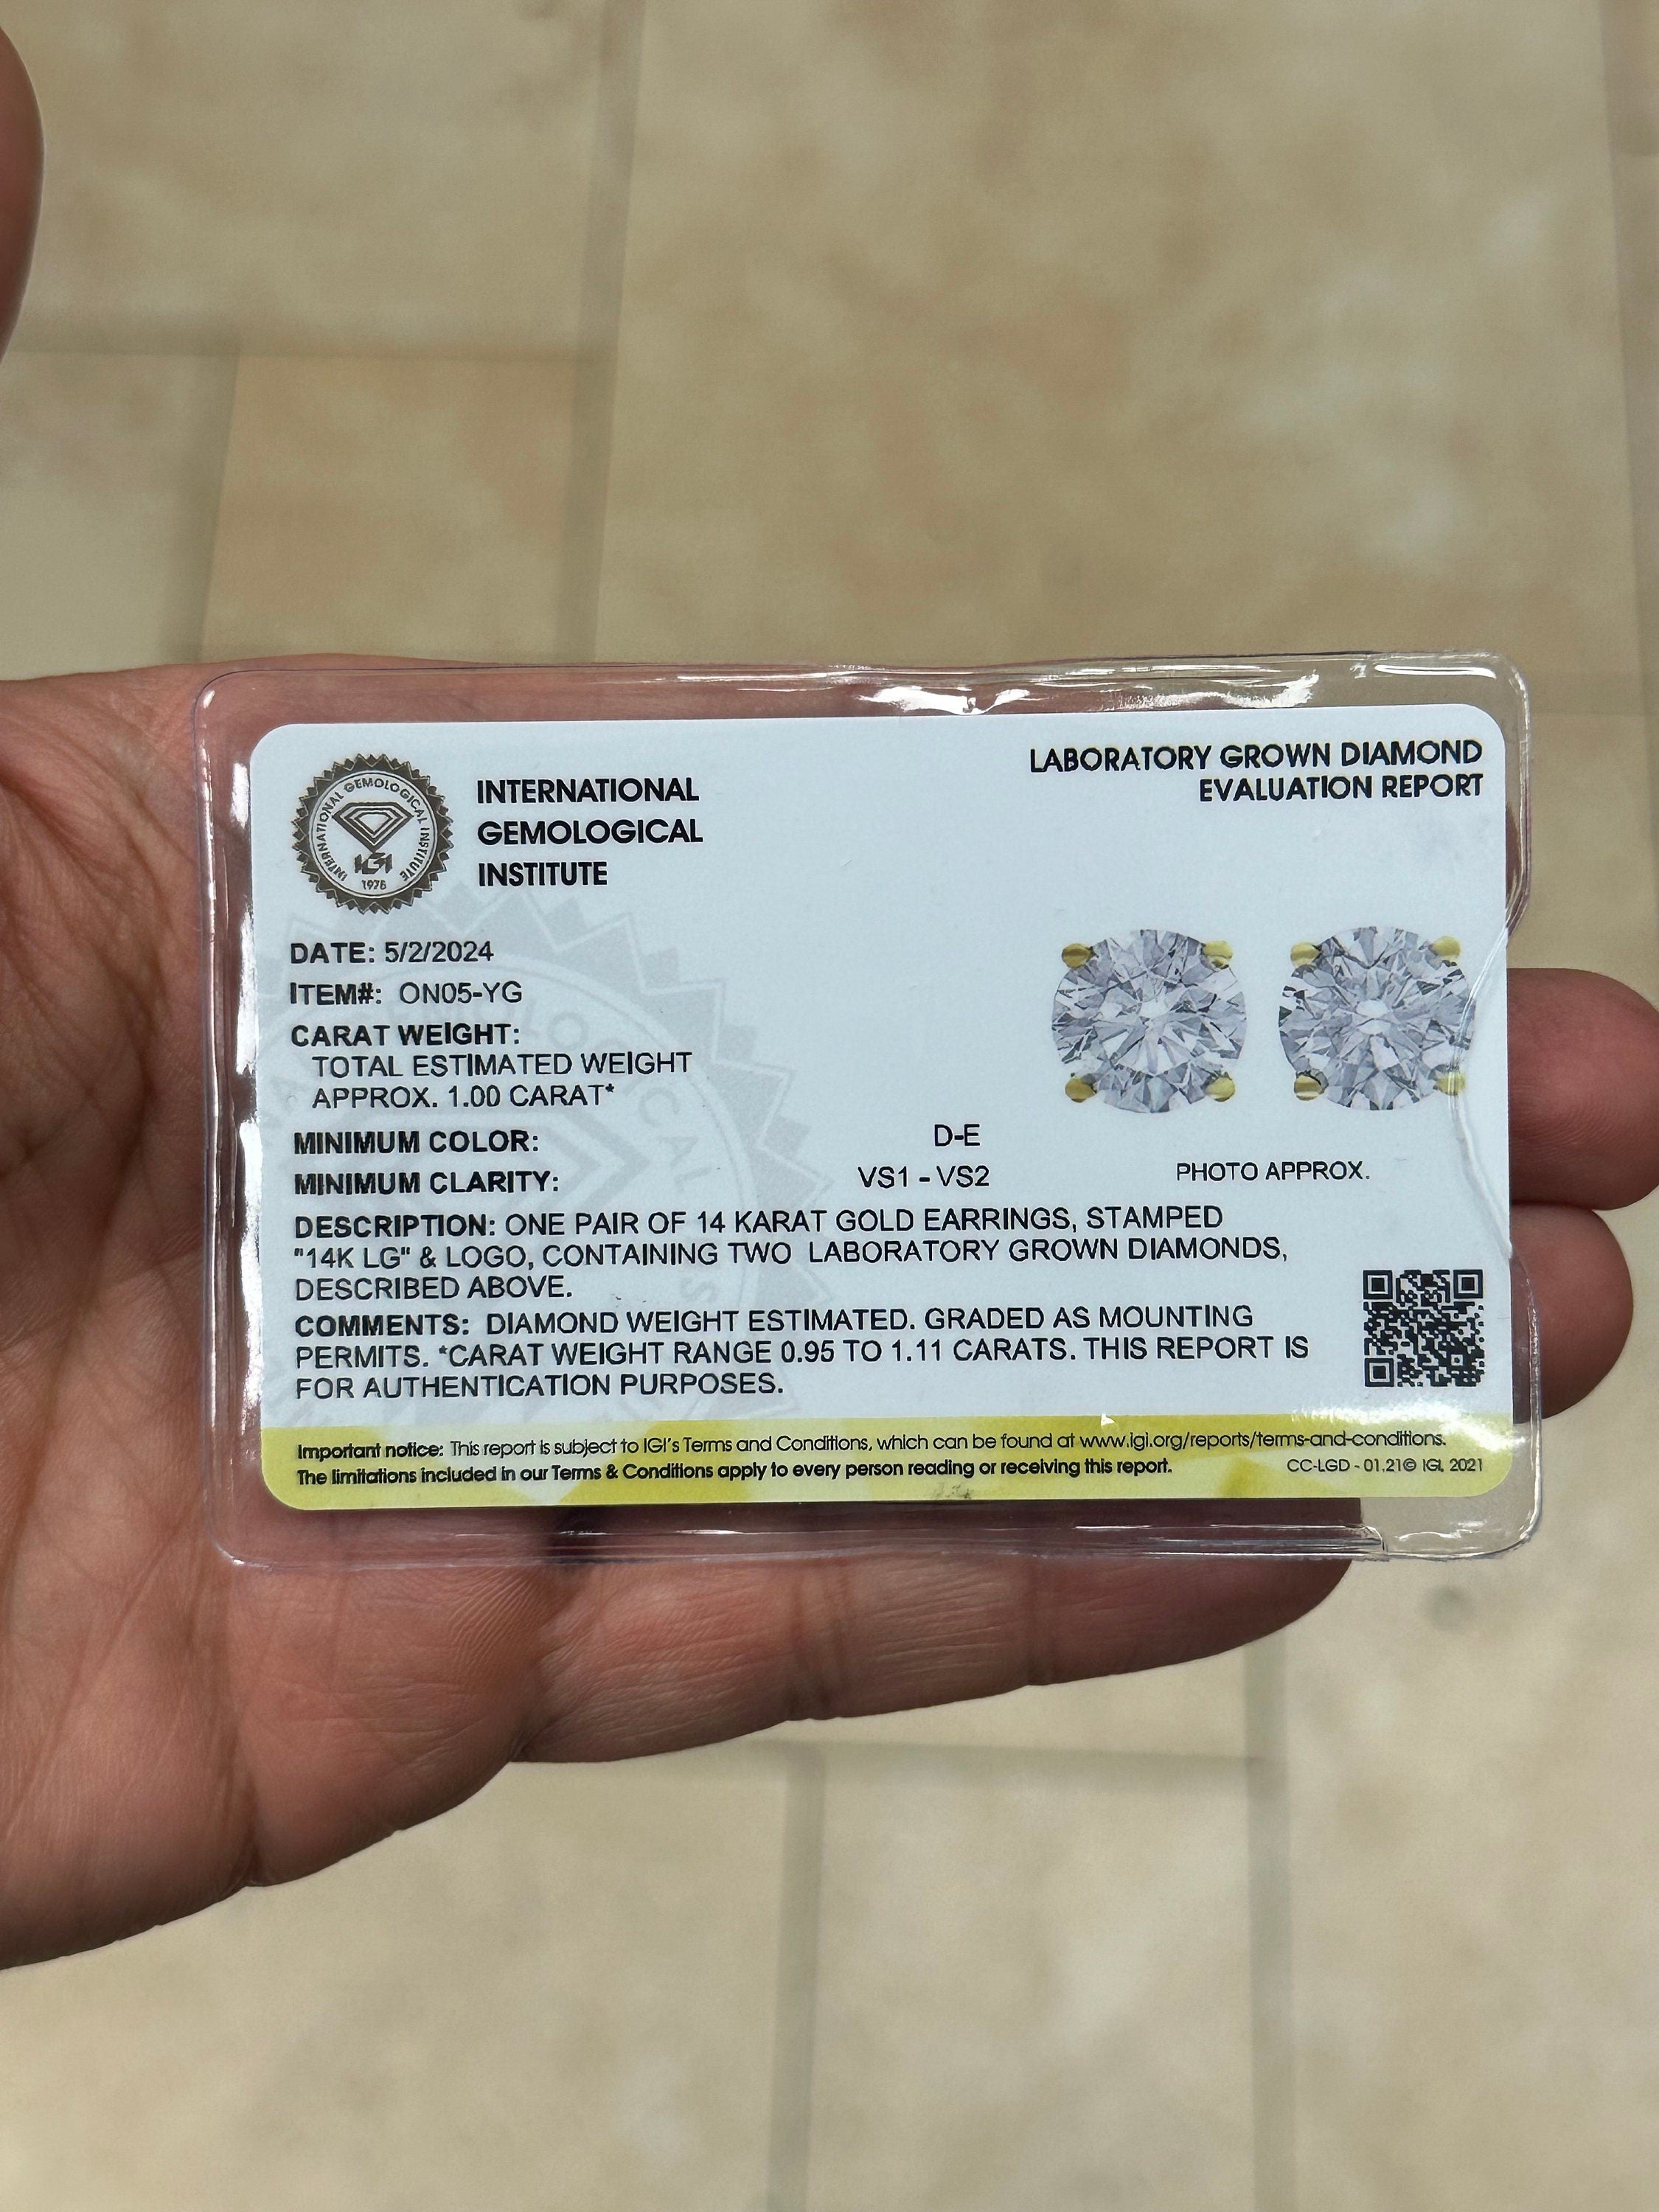 INTERNATIONAL
GEMOLOGICAL
INSTITUTE
LABORATORY GROWN DIAMOND
EVALUATION REPORT
INTERNATIONAL GEMOLOGICAL INSTITUTE
IGI
1975
DATE: 5/2/2024
ITEM#: ON05-YG
CARAT WEIGHT:
TOTAL ESTIMATED WEIGHT
APPROX. 1.00 CARAT*
MINIMUM COLOR: D-E
MINIMUM CLARITY: VS1 - VS2
PHOTO APPROX.
DESCRIPTION: ONE PAIR OF 14 KARAT GOLD EARRINGS, STAMPED
"14K LG" & LOGO, CONTAINING TWO LABORATORY GROWN DIAMONDS,
DESCRIBED ABOVE.
COMMENTS: DIAMOND WEIGHT ESTIMATED. GRADED AS MOUNTING
PERMITS. *CARAT WEIGHT RANGE 0.95 TO 1.11 CARATS. THIS REPORT IS
FOR AUTHENTICATION PURPOSES.
Important notice: This report is subject to IGI's Terms and Conditions, which can be found at www.igi.org/reports/terms-and-conditions.
The limitations included in our Terms & Conditions apply to every person reading or receiving this report.
CC-LGD - 01.21© IGI, 2021